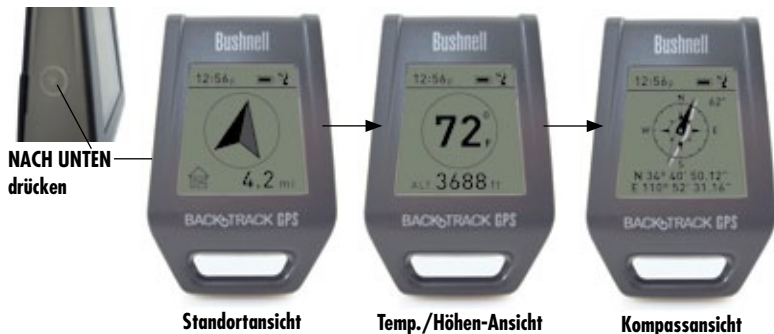 NACH UNTEN
drücken
Bushnell
12:56p
4.2 mi
BACKTRACK GPS
Standortansicht
Bushnell
12:56p
72°F
ALT 3688 ft
BACKTRACK GPS
Temp./Höhen-Ansicht
Bushnell
12:56p
N
62°
W E
S
N 34° 40' 50.12"
E 110° 52' 31.16"
BACKTRACK GPS
Kompassansicht